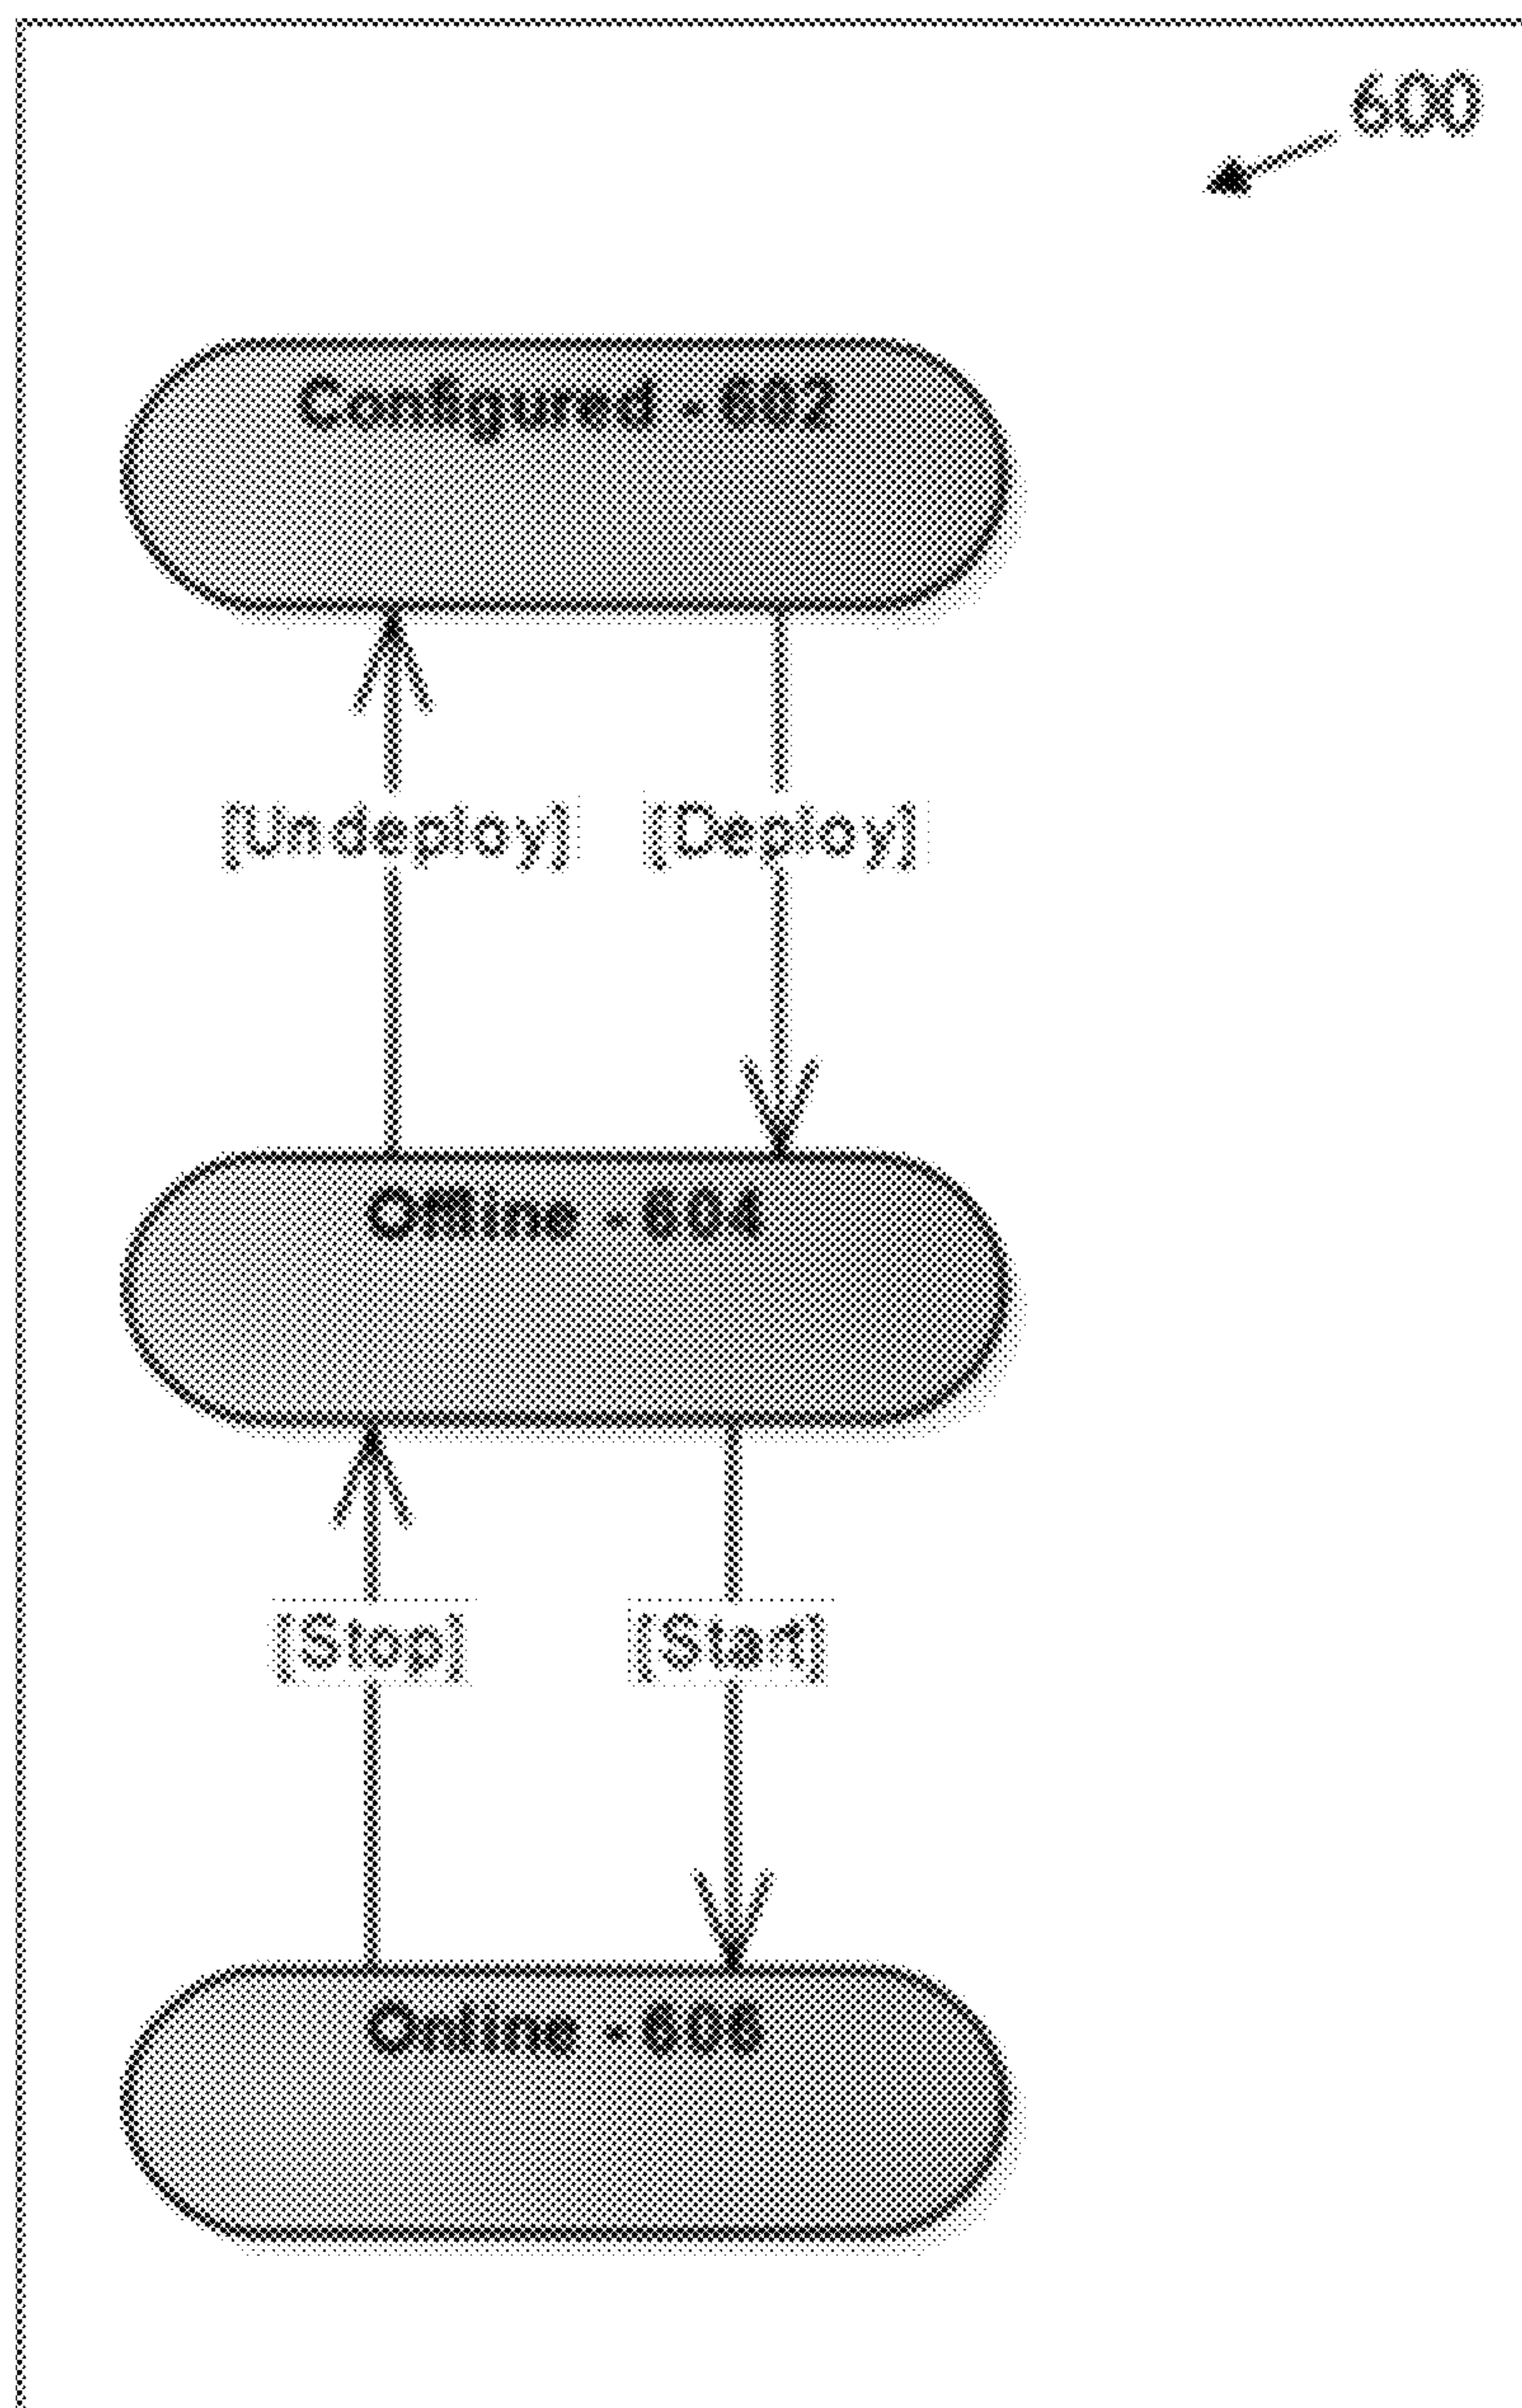 600
Configured - 602
[Undeploy] [Deploy]
Offline - 604
[Stop] [Start]
Online - 606